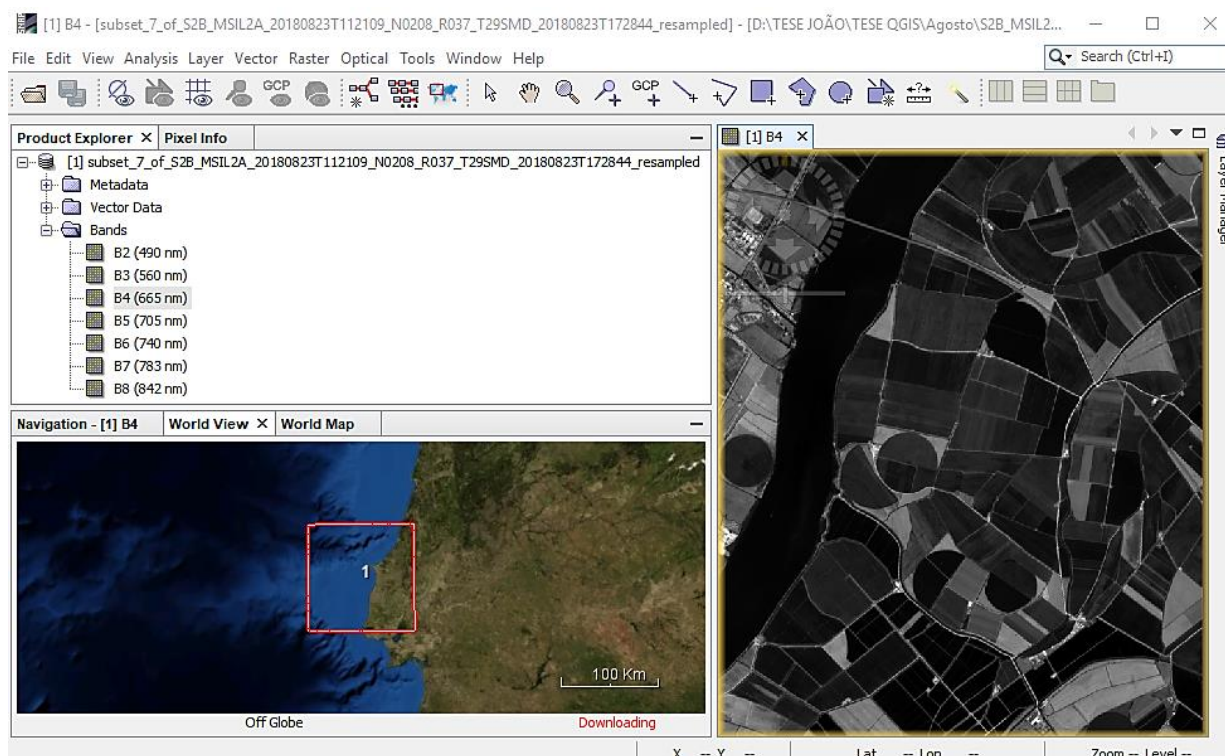 [1] B4 - [subset_7_of_S2B_MSIL2A_20180823T112109_N0208_R037_T29SMD_20180823T172844_resampled] - [D:\TESE JOÃO\TESE QGIS\Agosto\S2B_MSIL2...
File Edit View Analysis Layer Vector Raster Optical Tools Window Help
Search (Ctrl+I)
GCP GCP
Product Explorer Pixel Info
[1] B4
[1] subset_7_of_S2B_MSIL2A_20180823T112109_N0208_R037_T29SMD_20180823T172844_resampled
Metadata
Vector Data
Bands
B2 (490 nm)
B3 (560 nm)
B4 (665 nm)
B5 (705 nm)
B6 (740 nm)
B7 (783 nm)
B8 (842 nm)
Layer Manager
Navigation - [1] B4 World View World Map
1
100 Km
Off Globe Downloading
X -- Y -- Lat -- Lon -- Zoom -- Level --